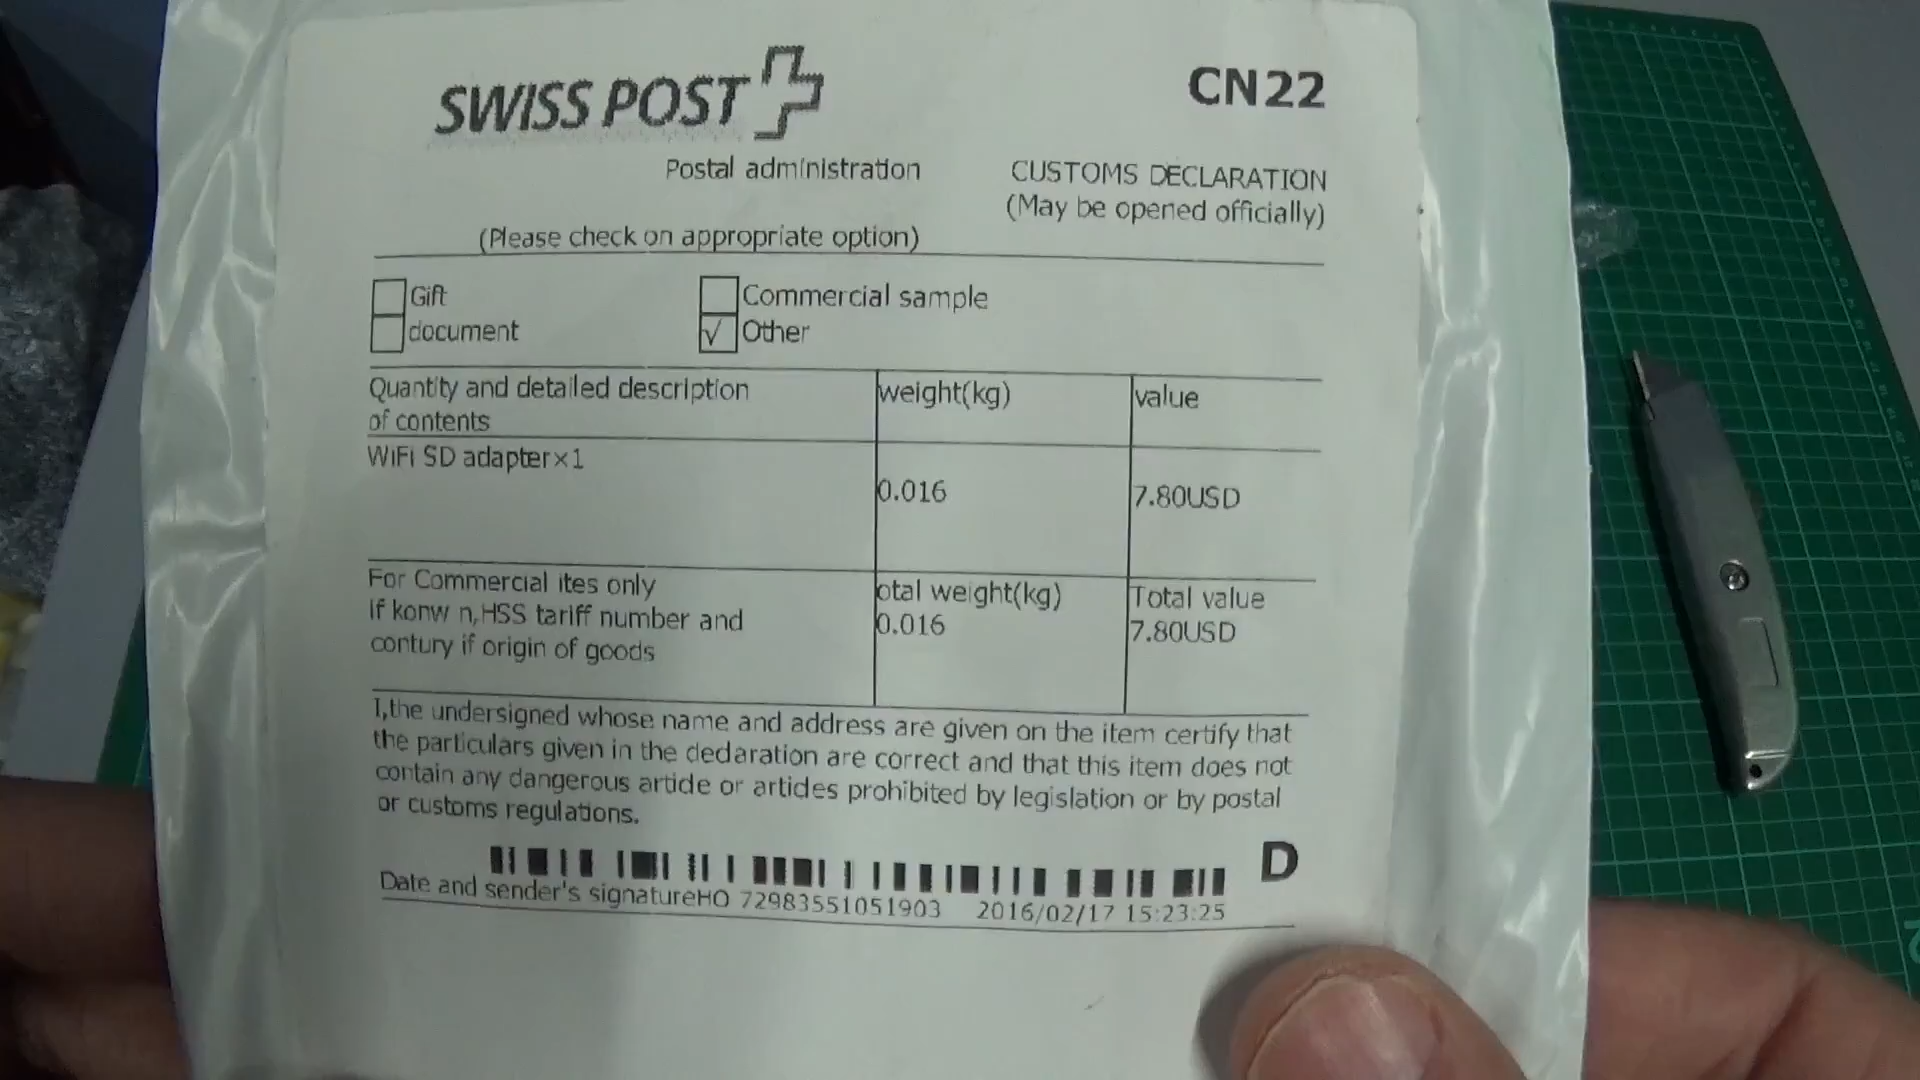 SWISS POST
CN22
Postal administration
CUSTOMS DECLARATION
(May be opened officially)
(Please check on appropriate option)
Gift
Commercial sample
document
√ Other
Quantity and detailed description
of contents
weight(kg)
value
WiFi SD adapter×1
0.016
7.80USD
For Commercial ites only
if konw n,HSS tariff number and
contury if origin of goods
otal weight(kg)
0.016
Total value
7.80USD
I,the undersigned whose name and address are given on the item certify that
the particulars given in the declaration are correct and that this item does not
contain any dangerous article or articles prohibited by legislation or by postal
or customs regulations.
D
Date and sender's signatureHO 72983551051903 2016/02/17 15:23:25